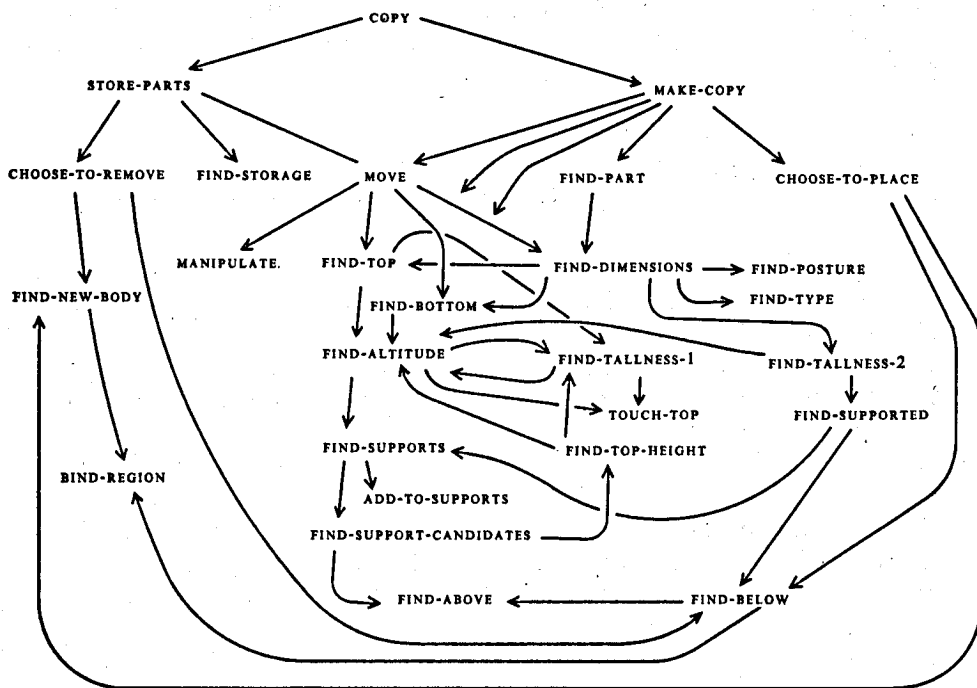 COPY
STORE-PARTS
MAKE-COPY
CHOOSE-TO-REMOVE
FIND-STORAGE
MOVE
FIND-PART
CHOOSE-TO-PLACE
MANIPULATE.
FIND-TOP
FIND-DIMENSIONS
FIND-POSTURE
FIND-NEW-BODY
FIND-BOTTOM
FIND-TYPE
FIND-ALTITUDE
FIND-TALLNESS-1
FIND-TALLNESS-2
TOUCH-TOP
FIND-SUPPORTED
FIND-SUPPORTS
FIND-TOP-HEIGHT
BIND-REGION
ADD-TO-SUPPORTS
FIND-SUPPORT-CANDIDATES
FIND-ABOVE
FIND-BELOW